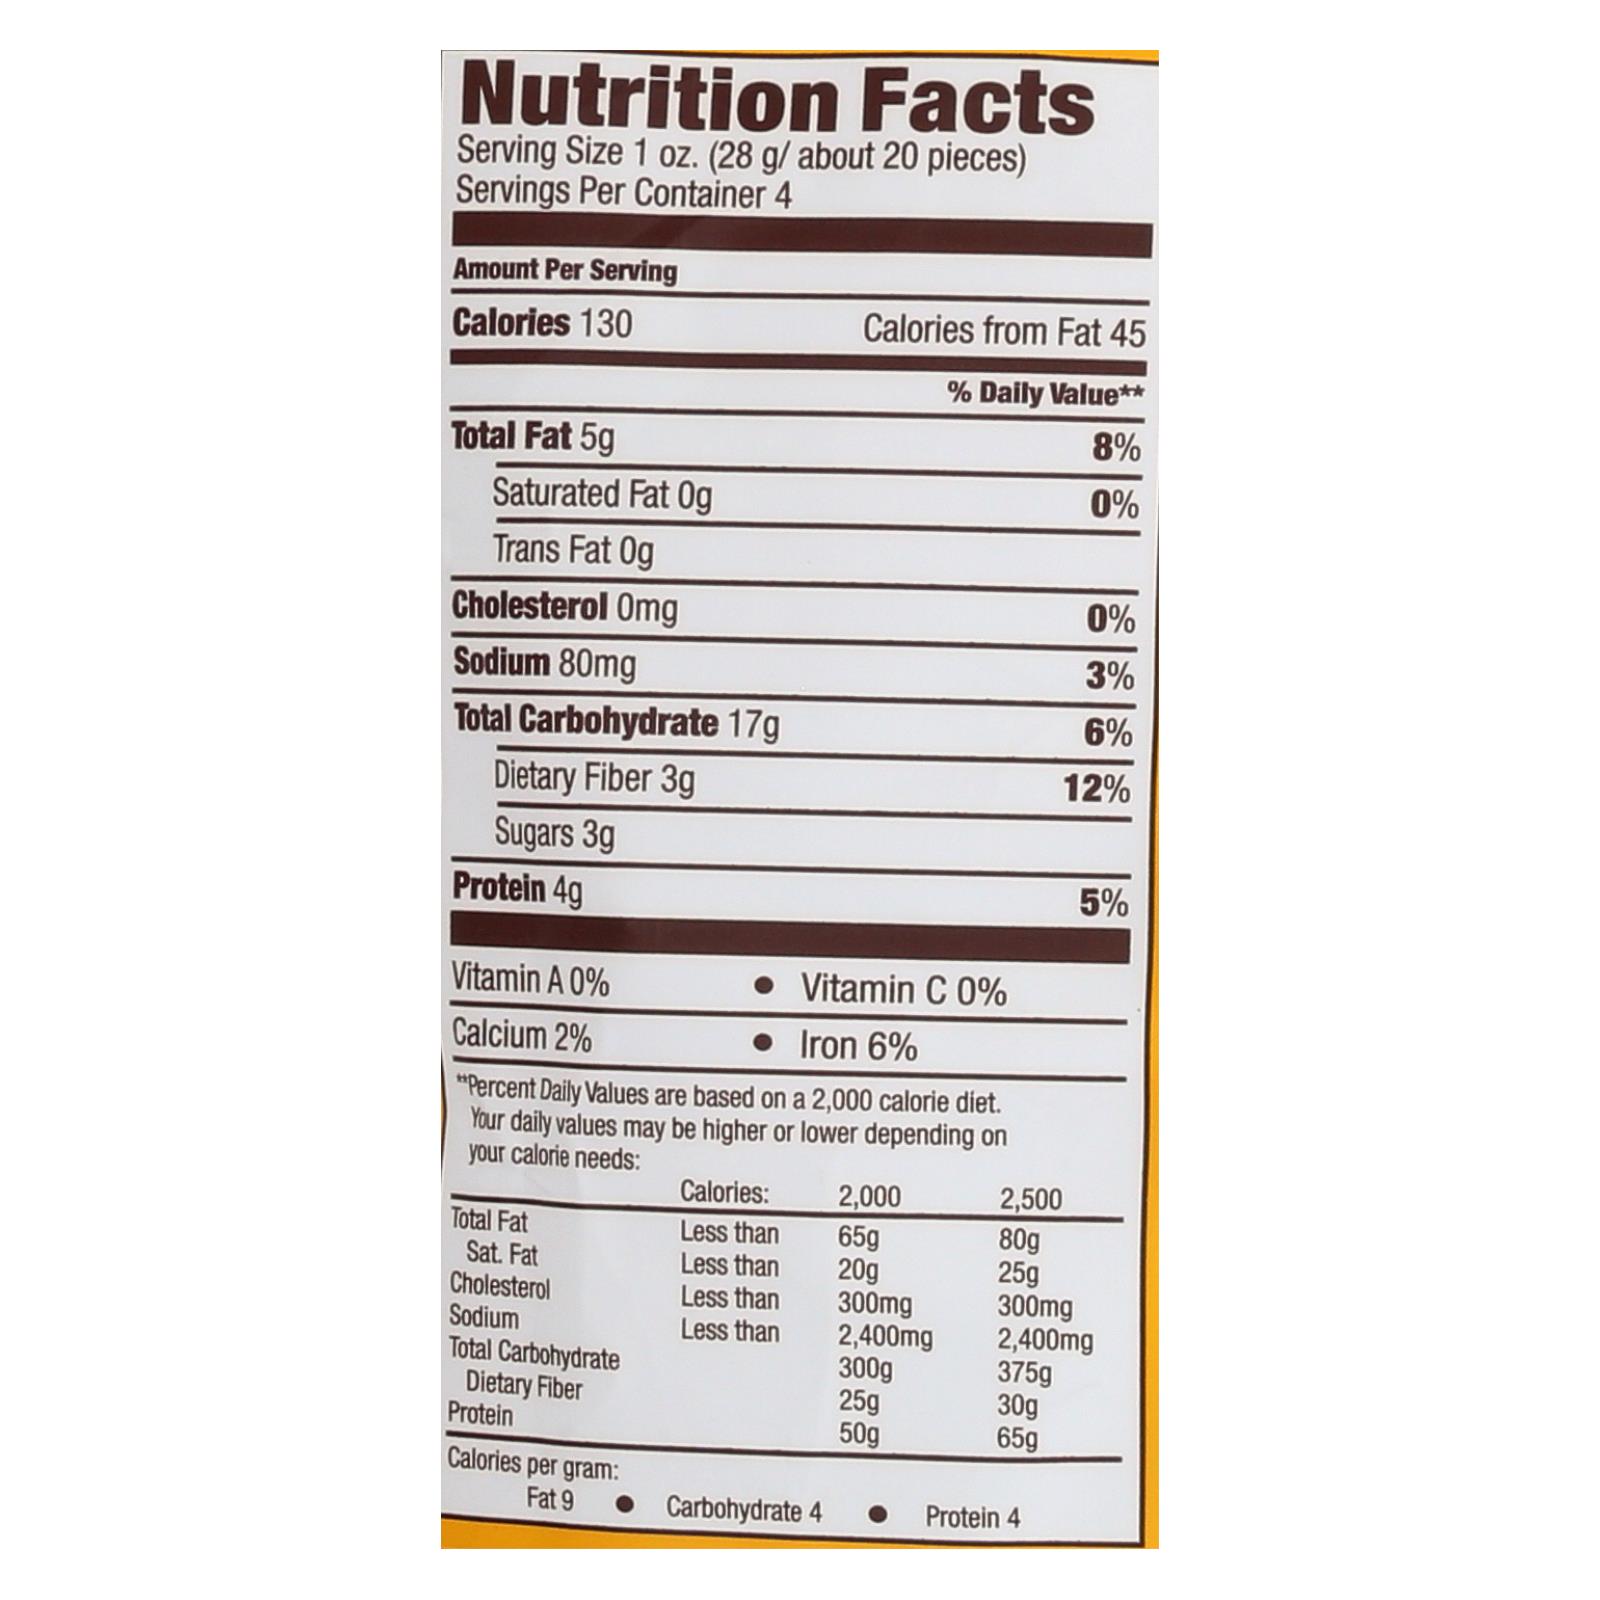 Nutrition Facts
Serving Size 1 oz. (28 g/ about 20 pieces)
Servings Per Container 4
Amount Per Serving
Calories 130 Calories from Fat 45
% Daily Value**
Total Fat 5g 8%
Saturated Fat 0g 0%
Trans Fat 0g
Cholesterol 0mg 0%
Sodium 80mg 3%
Total Carbohydrate 17g 6%
Dietary Fiber 3g 12%
Sugars 3g
Protein 4g 5%
Vitamin A 0% • Vitamin C 0%
Calcium 2% • Iron 6%
**Percent Daily Values are based on a 2,000 calorie diet.
Your daily values may be higher or lower depending on
your calorie needs:
Calories: 2,000 2,500
Total Fat Less than 65g 80g
Sat. Fat Less than 20g 25g
Cholesterol Less than 300mg 300mg
Sodium Less than 2,400mg 2,400mg
Total Carbohydrate 300g 375g
Dietary Fiber 25g 30g
Protein 50g 65g
Calories per gram:
Fat 9 • Carbohydrate 4 • Protein 4